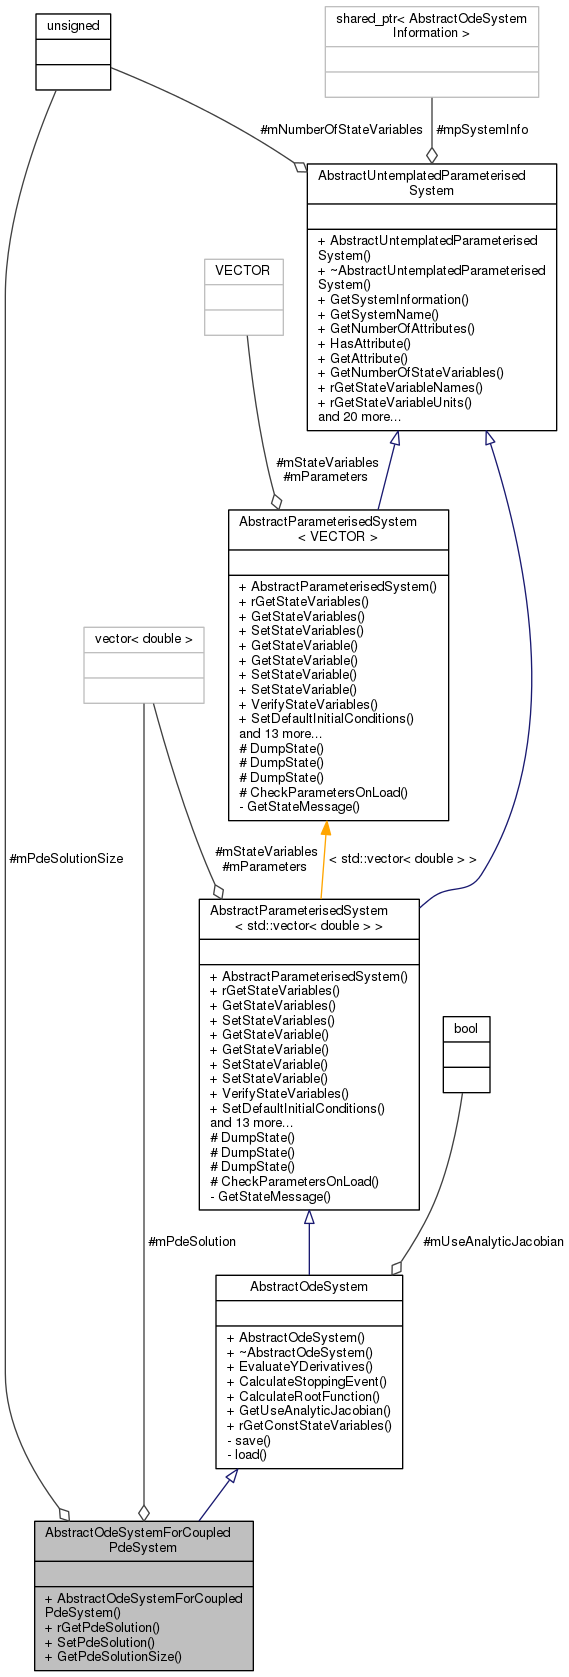 unsigned
shared_ptr< AbstractOdeSystem
Information >
#mNumberOfStateVariables
#mpSystemInfo
AbstractUntemplatedParameterised
System
+ AbstractUntemplatedParameterised
System()
+ ~AbstractUntemplatedParameterised
System()
+ GetSystemInformation()
+ GetSystemName()
+ GetNumberOfAttributes()
+ HasAttribute()
+ GetAttribute()
+ GetNumberOfStateVariables()
+ rGetStateVariableNames()
+ rGetStateVariableUnits()
and 20 more...
VECTOR
#mStateVariables
#mParameters
AbstractParameterisedSystem
< VECTOR >
+ AbstractParameterisedSystem()
+ rGetStateVariables()
+ GetStateVariables()
+ SetStateVariables()
+ GetStateVariable()
+ GetStateVariable()
+ SetStateVariable()
+ SetStateVariable()
+ VerifyStateVariables()
+ SetDefaultInitialConditions()
and 13 more...
# DumpState()
# DumpState()
# DumpState()
# CheckParametersOnLoad()
- GetStateMessage()
vector< double >
#mPdeSolutionSize
#mStateVariables
#mParameters
< std::vector< double > >
AbstractParameterisedSystem
< std::vector< double > >
+ AbstractParameterisedSystem()
+ rGetStateVariables()
+ GetStateVariables()
+ SetStateVariables()
+ GetStateVariable()
+ GetStateVariable()
+ SetStateVariable()
+ SetStateVariable()
+ VerifyStateVariables()
+ SetDefaultInitialConditions()
and 13 more...
# DumpState()
# DumpState()
# DumpState()
# CheckParametersOnLoad()
- GetStateMessage()
bool
#mPdeSolution
#mUseAnalyticJacobian
AbstractOdeSystem
+ AbstractOdeSystem()
+ ~AbstractOdeSystem()
+ EvaluateYDerivatives()
+ CalculateStoppingEvent()
+ CalculateRootFunction()
+ GetUseAnalyticJacobian()
+ rGetConstStateVariables()
- save()
- load()
AbstractOdeSystemForCoupled
PdeSystem
+ AbstractOdeSystemForCoupled
PdeSystem()
+ rGetPdeSolution()
+ SetPdeSolution()
+ GetPdeSolutionSize()